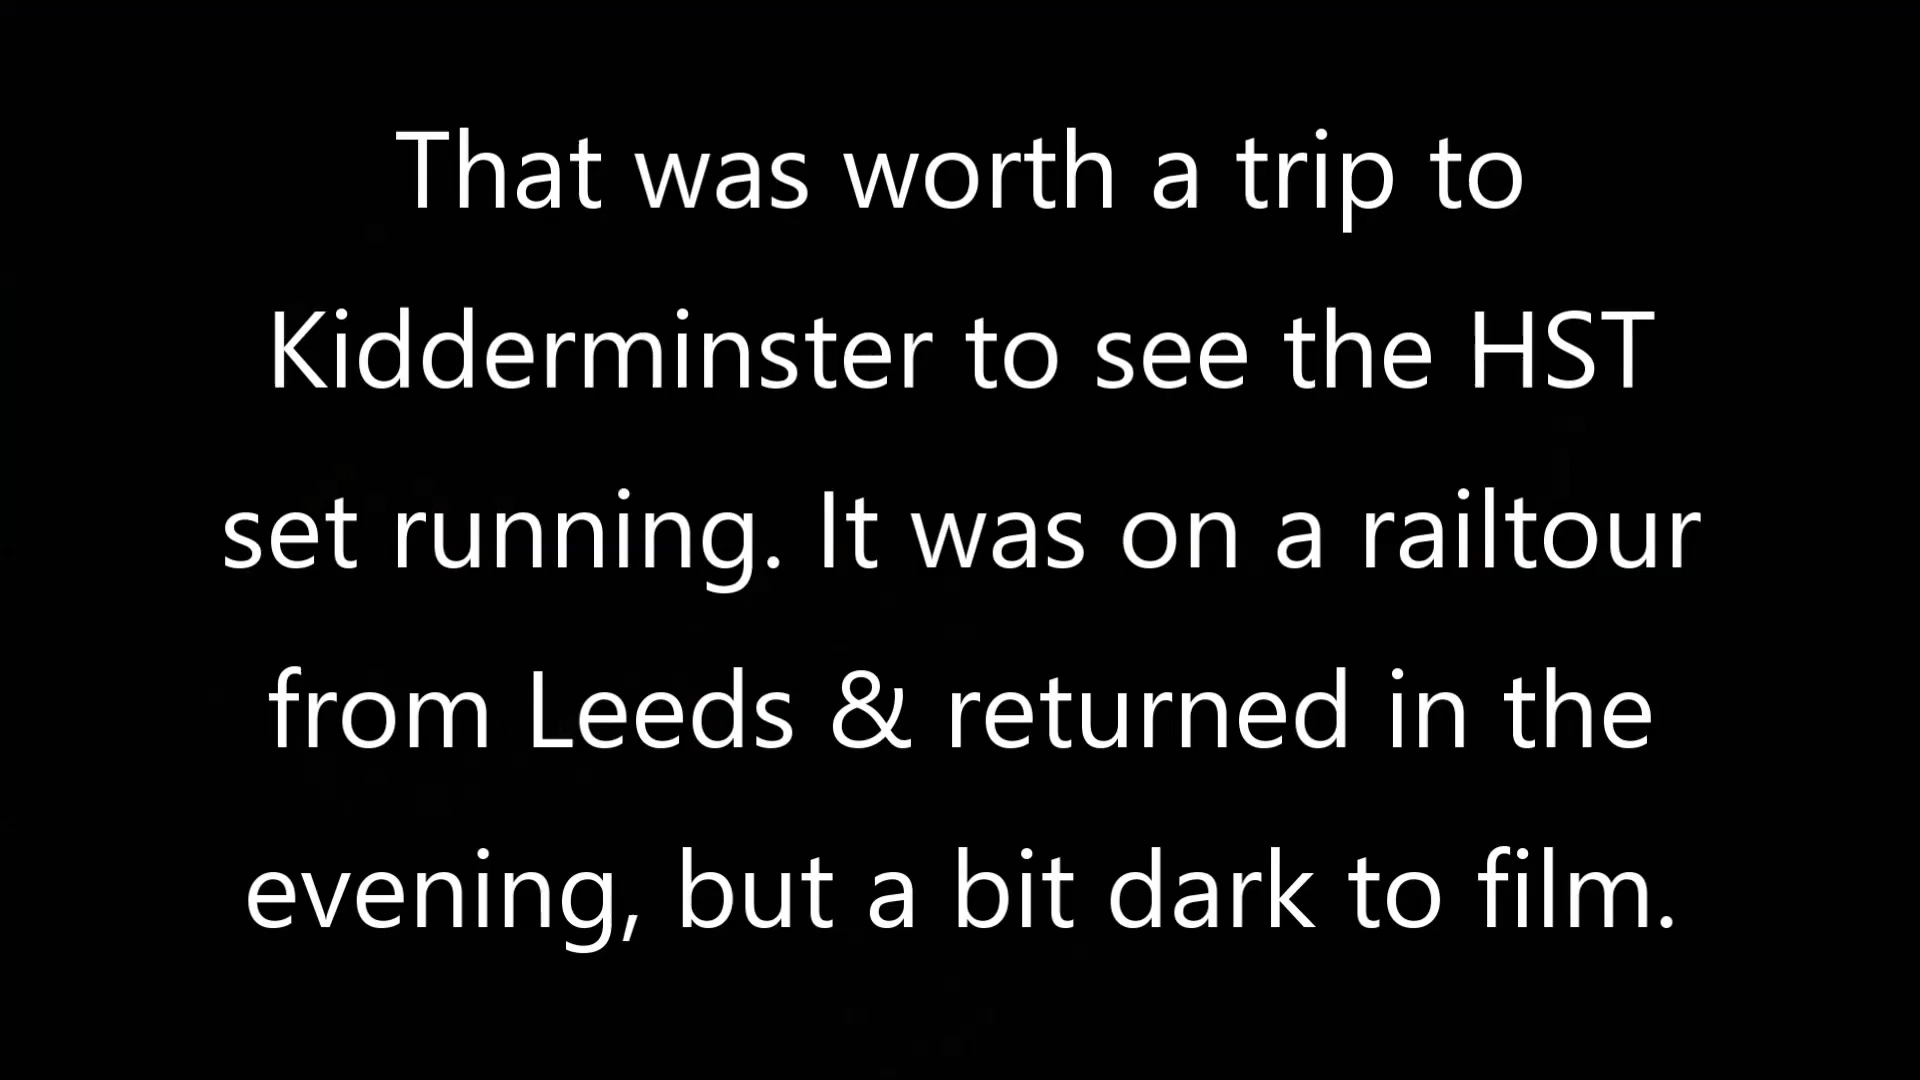 That was worth a trip to
Kidderminster to see the HST
set running. It was on a railtour
from Leeds & returned in the
evening, but a bit dark to film.